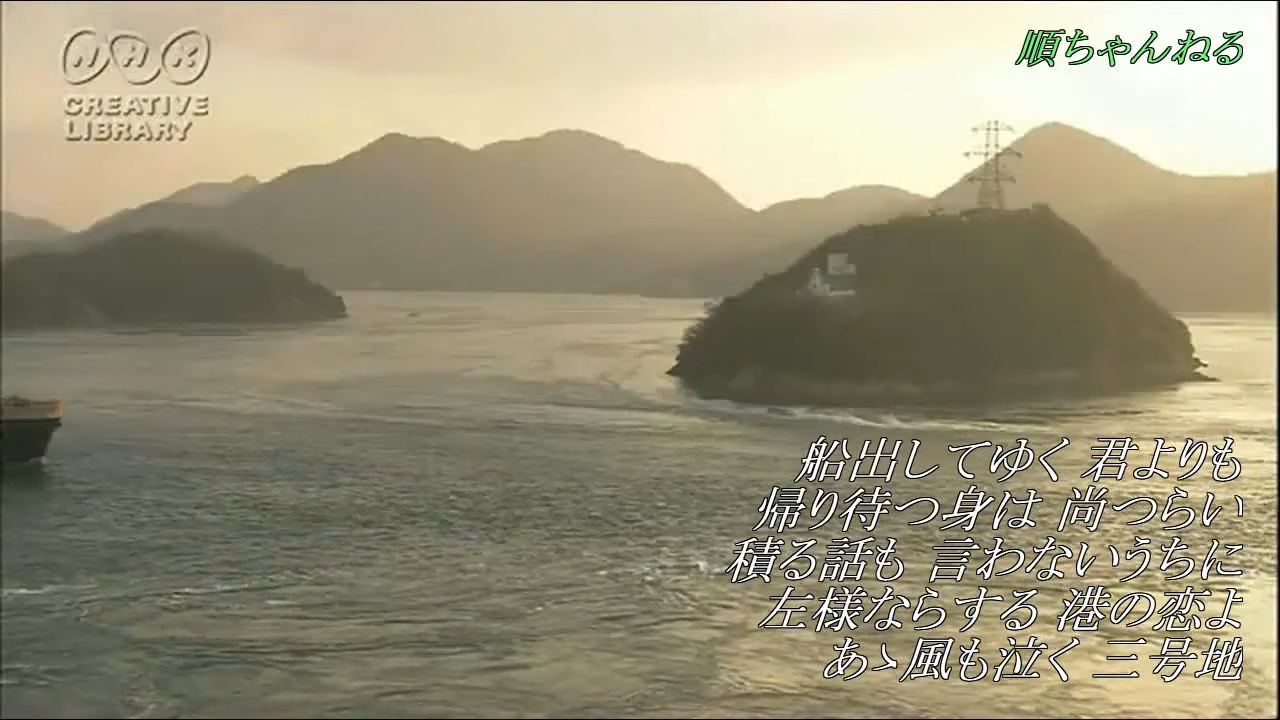 NHK
CREATIVE
LIBRARY
順ちゃんねる
船出してゆく 君よりも
帰り待つ身は 尚つらい
積る話も 言わないうちに
左様ならする 港の恋よ
あゝ風も泣く 三号地